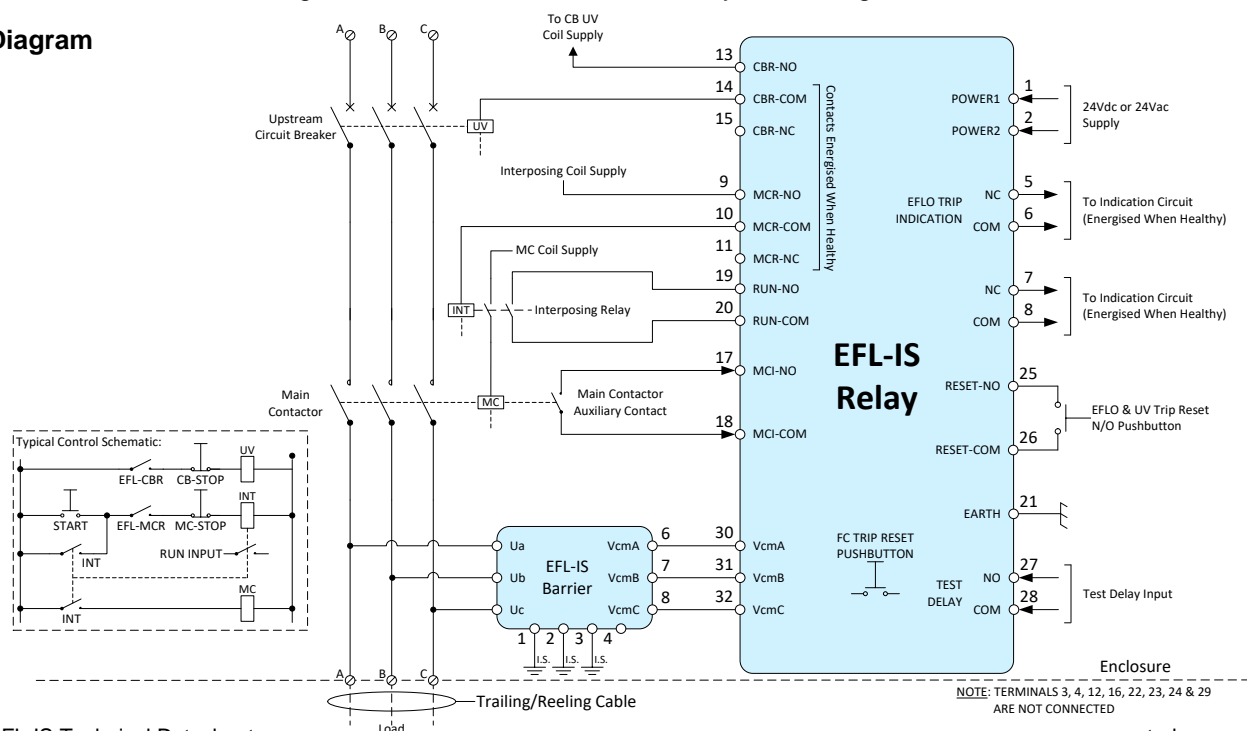 Diagram
To CB UV
Coil Supply
A
B
C
Upstream
Circuit Breaker
UV
Interposing Coil Supply
MC Coil Supply
INT
Interposing Relay
Main
Contactor
MC
Main Contactor
Auxiliary Contact
13
CBR-NO
14
CBR-COM
15
CBR-NC
9
MCR-NO
10
MCR-COM
11
MCR-NC
Contacts Energised When Healthy
19
RUN-NO
20
RUN-COM
17
MCI-NO
18
MCI-COM
30
VcmA
31
VcmB
32
VcmC
EFL-IS
Relay
FC TRIP RESET
PUSHBUTTON
POWER1
1
POWER2
2
24Vdc or 24Vac
Supply
EFLO TRIP
INDICATION
NC
5
COM
6
To Indication Circuit
(Energised When Healthy)
NC
7
COM
8
To Indication Circuit
(Energised When Healthy)
RESET-NO
25
RESET-COM
26
EFLO & UV Trip Reset
N/O Pushbutton
EARTH
21
TEST
DELAY
NO
27
COM
28
Test Delay Input
Typical Control Schematic:
UV
EFL-CBR
CB-STOP
INT
START
EFL-MCR
MC-STOP
INT
RUN INPUT
MC
INT
Ua
Ub
Uc
EFL-IS
Barrier
VcmA
6
VcmB
7
VcmC
8
1
2
3
4
I.S.
I.S.
I.S.
Enclosure
A
B
C
Trailing/Reeling Cable
Load
NOTE: TERMINALS 3, 4, 12, 16, 22, 23, 24 & 29
ARE NOT CONNECTED